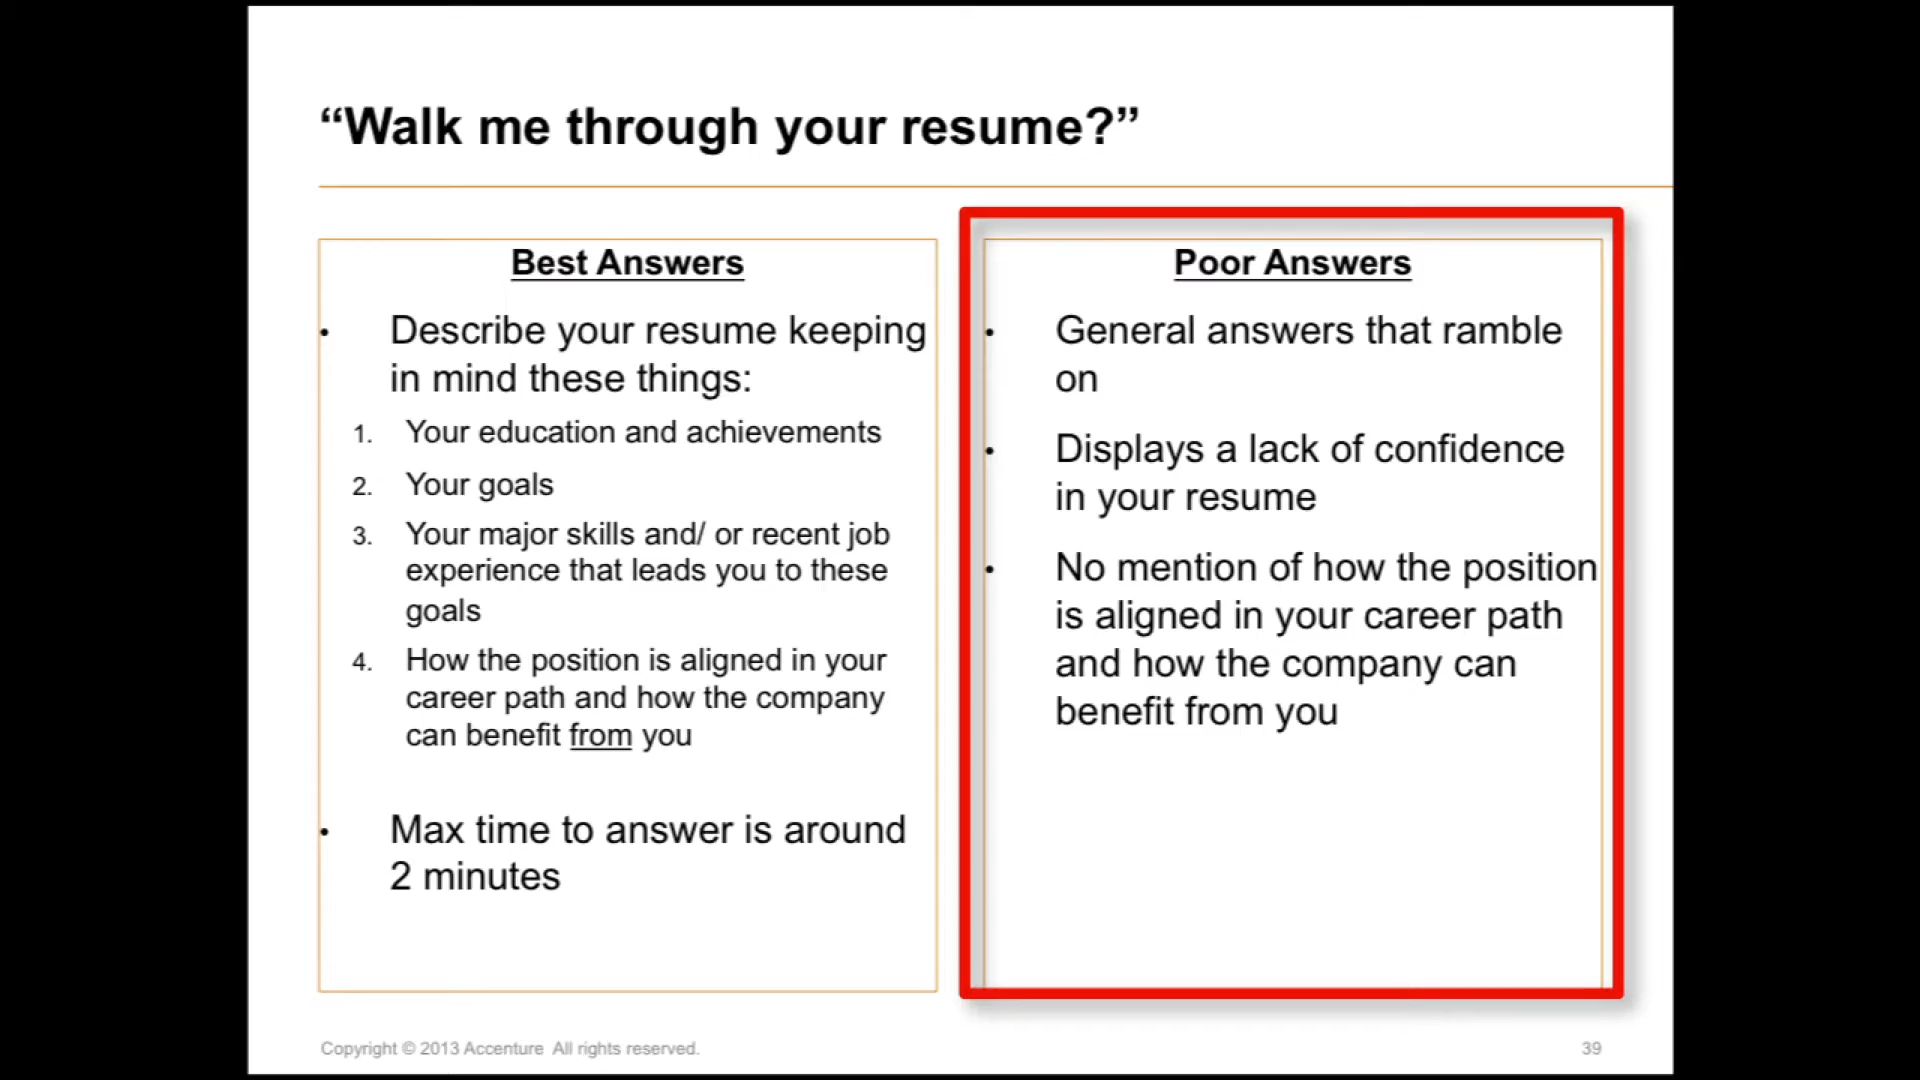 “Walk me through your resume?”
Best Answers
• Describe your resume keeping
in mind these things:
1. Your education and achievements
2. Your goals
3. Your major skills and/ or recent job
experience that leads you to these
goals
4. How the position is aligned in your
career path and how the company
can benefit from you
• Max time to answer is around
2 minutes
Poor Answers
• General answers that ramble
on
• Displays a lack of confidence
in your resume
• No mention of how the position
is aligned in your career path
and how the company can
benefit from you
Copyright © 2013 Accenture All rights reserved.
39